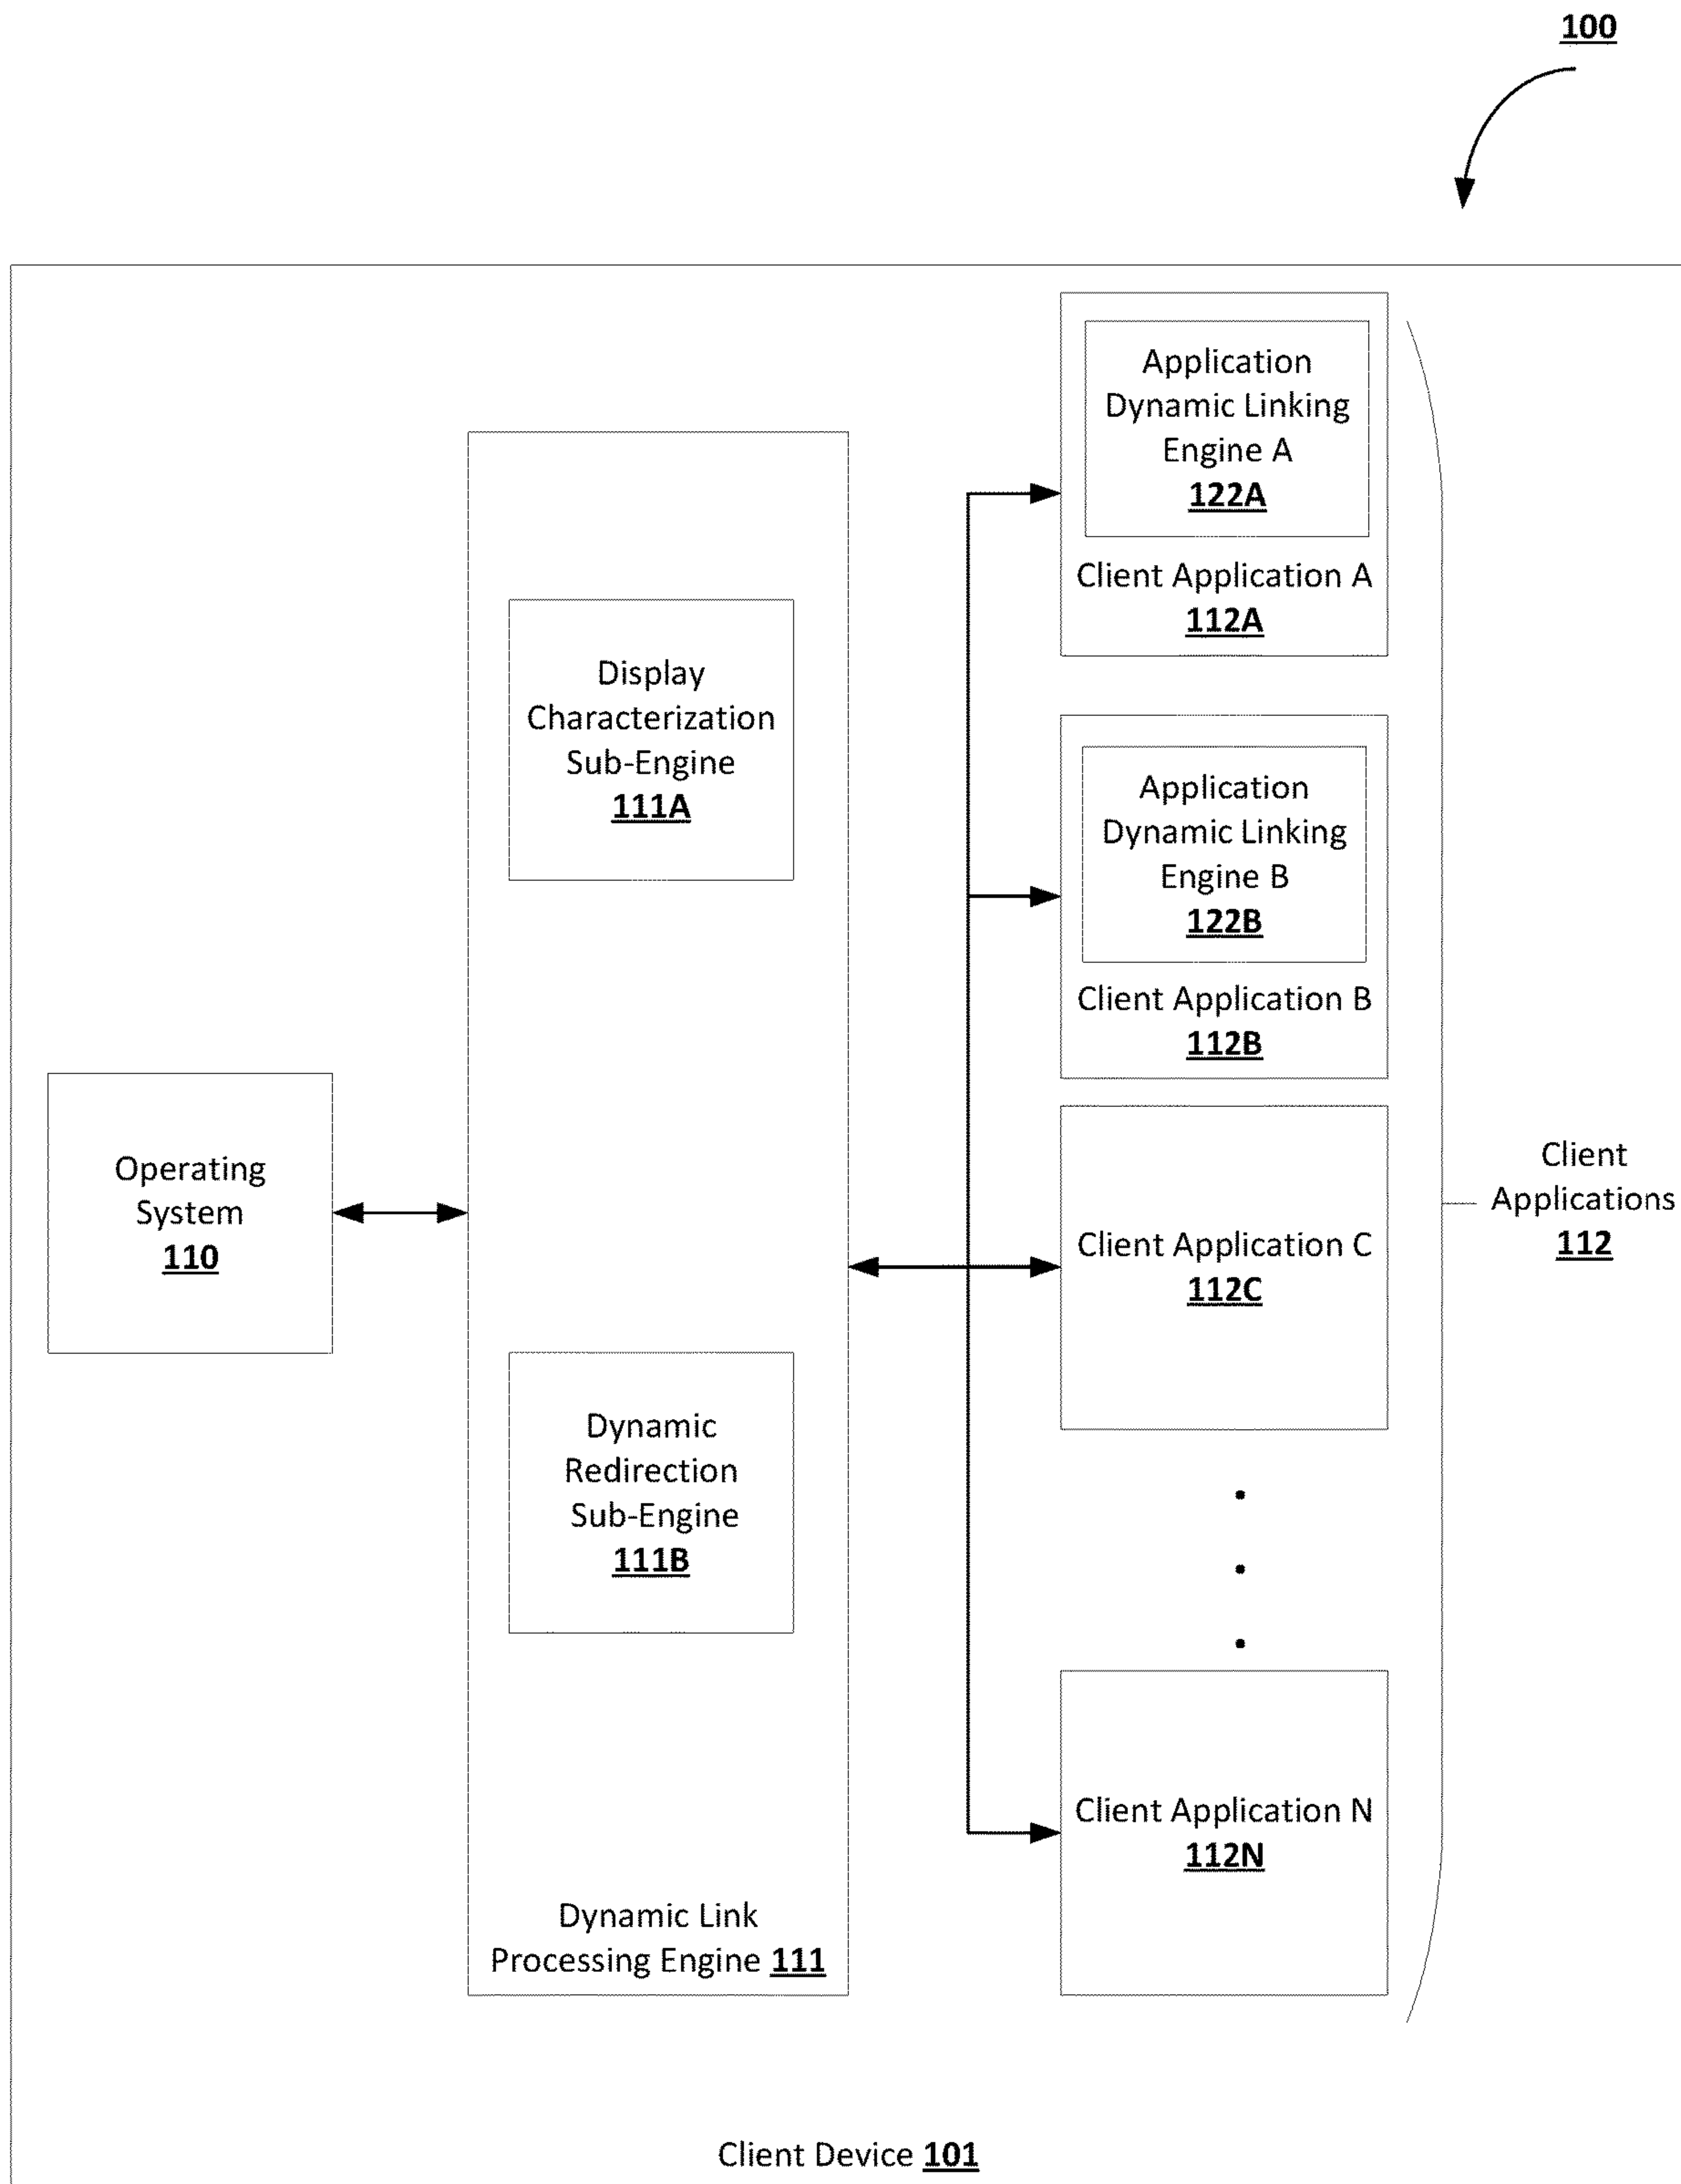 100
Application
Dynamic Linking
Engine A
122A
Client Application A
112A
Display
Characterization
Sub-Engine
111A
Application
Dynamic Linking
Engine B
122B
Client Application B
112B
Operating
System
110
Client Application C
112C
Client
Applications
112
Dynamic
Redirection
Sub-Engine
111B
Client Application N
112N
Dynamic Link
Processing Engine 111
Client Device 101